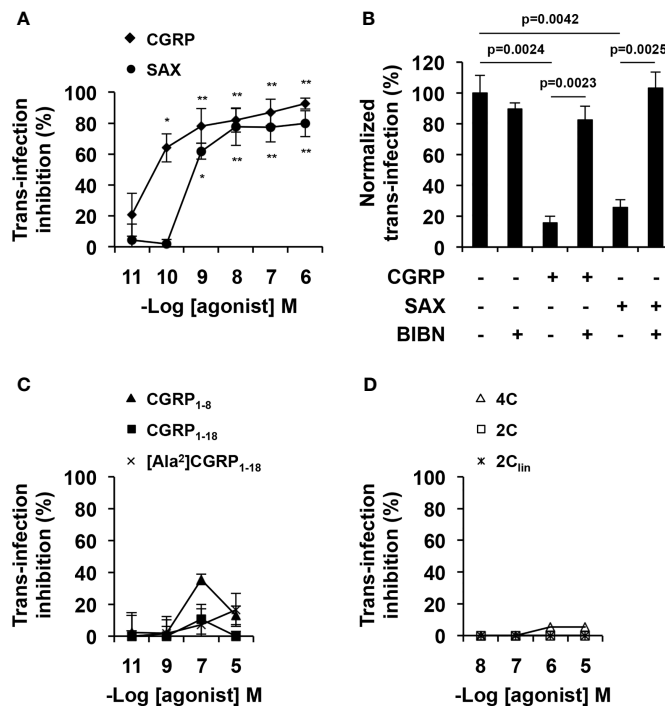 A
CGRP
SAX
Trans-infection
inhibition (%)
100
80
60
40
20
0
*
**
**
**
**
*
**
**
**
11 10 9 8 7 6
-Log [agonist] M
B
p=0.0042
p=0.0024
p=0.0025
p=0.0023
Normalized
trans-infection (%)
120
100
80
60
40
20
0
CGRP - - + + - -
SAX - - - - + +
BIBN - + - + - +
C
CGRP1-8
CGRP1-18
[Ala2]CGRP1-18
Trans-infection
inhibition (%)
100
80
60
40
20
0
11 9 7 5
-Log [agonist] M
D
4C
2C
2Clin
Trans-infection
inhibition (%)
100
80
60
40
20
0
8 7 6 5
-Log [agonist] M